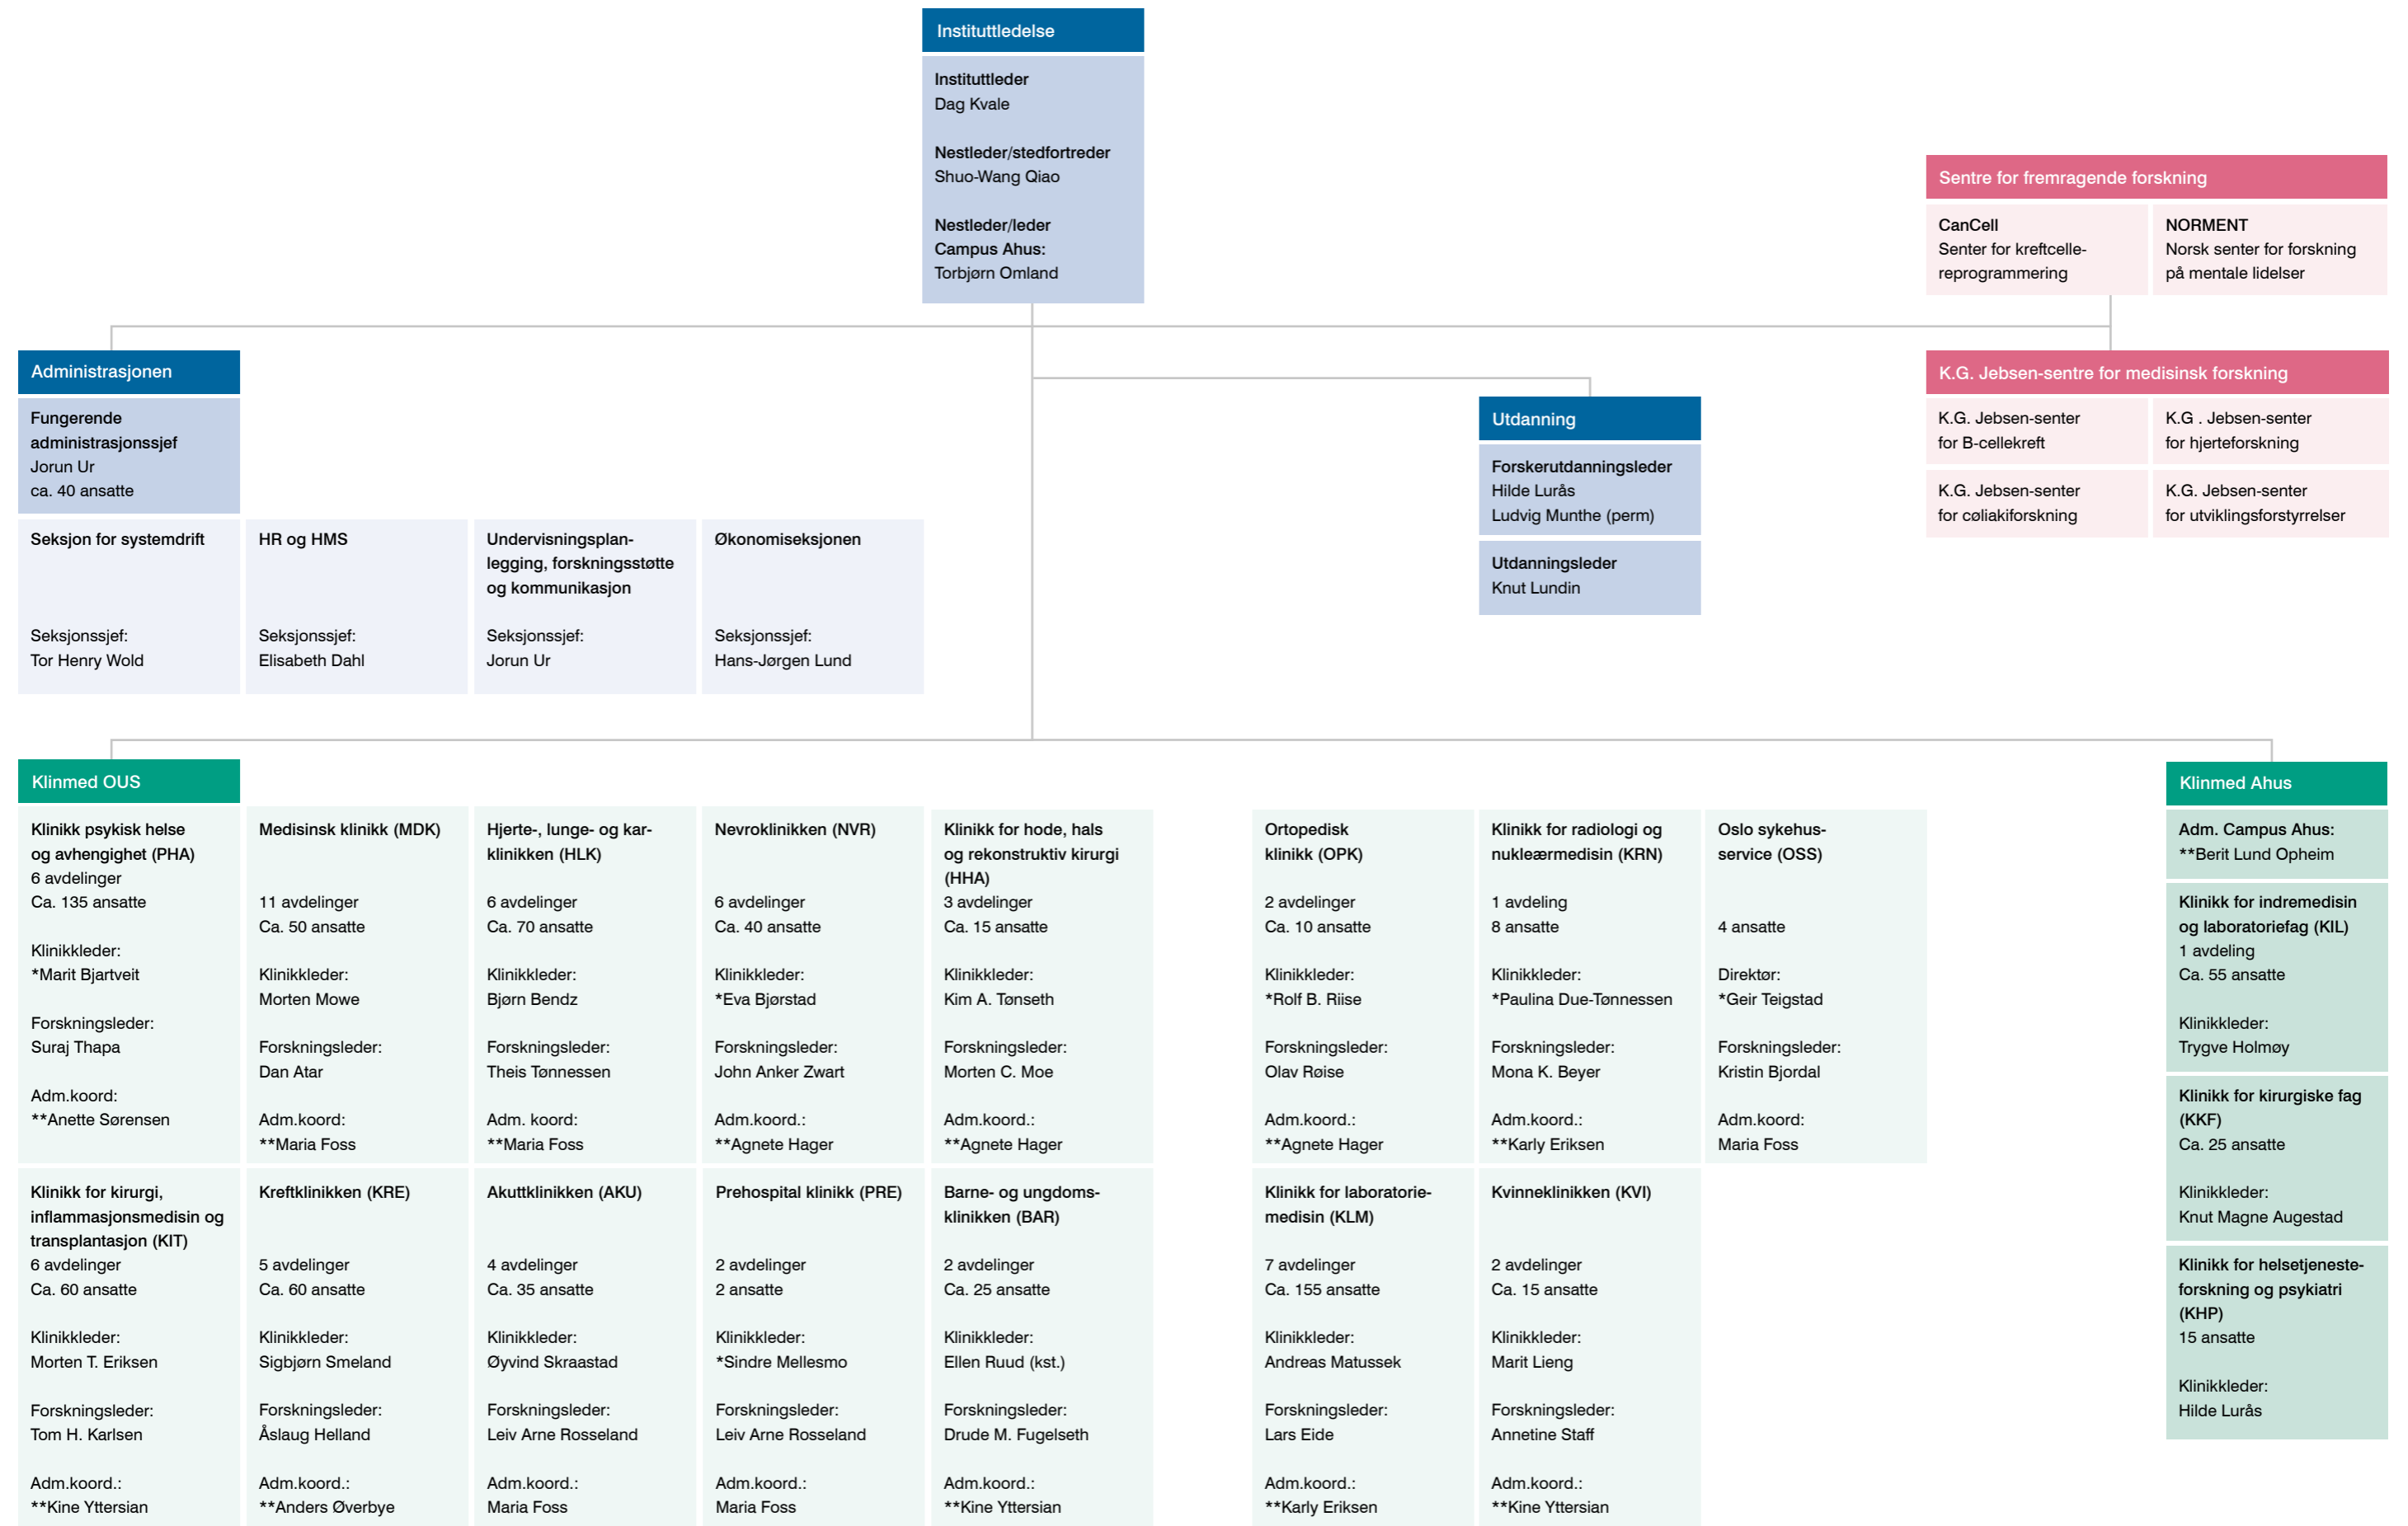 Instituttledelse
Instituttleder
Dag Kvale
Nestleder/stedfortreder
Shuo-Wang Qiao
Nestleder/leder
Campus Ahus:
Torbjørn Omland
Sentre for fremragende forskning
CanCell
Senter for kreftcelle-
reprogrammering
NORMENT
Norsk senter for forskning
på mentale lidelser
K.G. Jebsen-sentre for medisinsk forskning
K.G. Jebsen-senter
for B-cellekreft
K.G . Jebsen-senter
for hjerteforskning
K.G. Jebsen-senter
for cøliakiforskning
K.G. Jebsen-senter
for utviklingsforstyrrelser
Administrasjonen
Fungerende
administrasjonssjef
Jorun Ur
ca. 40 ansatte
Seksjon for systemdrift
Seksjonssjef:
Tor Henry Wold
HR og HMS
Seksjonssjef:
Elisabeth Dahl
Undervisningsplan-
legging, forskningsstøtte
og kommunikasjon
Seksjonssjef:
Jorun Ur
Økonomiseksjonen
Seksjonssjef:
Hans-Jørgen Lund
Utdanning
Forskerutdanningsleder
Hilde Lurås
Ludvig Munthe (perm)
Utdanningsleder
Knut Lundin
Klinmed OUS
Klinikk psykisk helse
og avhengighet (PHA)
6 avdelinger
Ca. 135 ansatte
Klinikkleder:
*Marit Bjartveit
Forskningsleder:
Suraj Thapa
Adm.koord:
**Anette Sørensen
Medisinsk klinikk (MDK)
11 avdelinger
Ca. 50 ansatte
Klinikkleder:
Morten Mowe
Forskningsleder:
Dan Atar
Adm.koord:
**Maria Foss
Hjerte-, lunge- og kar-
klinikken (HLK)
6 avdelinger
Ca. 70 ansatte
Klinikkleder:
Bjørn Bendz
Forskningsleder:
Theis Tønnessen
Adm. koord:
**Maria Foss
Nevroklinikken (NVR)
6 avdelinger
Ca. 40 ansatte
Klinikkleder:
*Eva Bjørstad
Forskningsleder:
John Anker Zwart
Adm.koord.:
**Agnete Hager
Klinikk for hode, hals
og rekonstruktiv kirurgi
(HHA)
3 avdelinger
Ca. 15 ansatte
Klinikkleder:
Kim A. Tønseth
Forskningsleder:
Morten C. Moe
Adm.koord.:
**Agnete Hager
Ortopedisk
klinikk (OPK)
2 avdelinger
Ca. 10 ansatte
Klinikkleder:
*Rolf B. Riise
Forskningsleder:
Olav Røise
Adm.koord.:
**Agnete Hager
Klinikk for radiologi og
nukleærmedisin (KRN)
1 avdeling
8 ansatte
Klinikkleder:
*Paulina Due-Tønnessen
Forskningsleder:
Mona K. Beyer
Adm.koord.:
**Karly Eriksen
Oslo sykehus-
service (OSS)
4 ansatte
Direktør:
*Geir Teigstad
Forskningsleder:
Kristin Bjordal
Adm.koord:
Maria Foss
Klinikk for kirurgi,
inflammasjonsmedisin og
transplantasjon (KIT)
6 avdelinger
Ca. 60 ansatte
Klinikkleder:
Morten T. Eriksen
Forskningsleder:
Tom H. Karlsen
Adm.koord.:
**Kine Yttersian
Kreftklinikken (KRE)
5 avdelinger
Ca. 60 ansatte
Klinikkleder:
Sigbjørn Smeland
Forskningsleder:
Åslaug Helland
Adm.koord.:
**Anders Øverbye
Akuttklinikken (AKU)
4 avdelinger
Ca. 35 ansatte
Klinikkleder:
Øyvind Skraastad
Forskningsleder:
Leiv Arne Rosseland
Adm.koord.:
Maria Foss
Prehospital klinikk (PRE)
2 avdelinger
2 ansatte
Klinikkleder:
*Sindre Mellesmo
Forskningsleder:
Leiv Arne Rosseland
Adm.koord.:
Maria Foss
Barne- og ungdoms-
klinikken (BAR)
2 avdelinger
Ca. 25 ansatte
Klinikkleder:
Ellen Ruud (kst.)
Forskningsleder:
Drude M. Fugelseth
Adm.koord.:
**Kine Yttersian
Klinikk for laboratorie-
medisin (KLM)
7 avdelinger
Ca. 155 ansatte
Klinikkleder:
Andreas Matussek
Forskningsleder:
Lars Eide
Adm.koord.:
**Karly Eriksen
Kvinneklinikken (KVI)
2 avdelinger
Ca. 15 ansatte
Klinikkleder:
Marit Lieng
Forskningsleder:
Annetine Staff
Adm.koord.:
**Kine Yttersian
Klinmed Ahus
Adm. Campus Ahus:
**Berit Lund Opheim
Klinikk for indremedisin
og laboratoriefag (KIL)
1 avdeling
Ca. 55 ansatte
Klinikkleder:
Trygve Holmøy
Klinikk for kirurgiske fag
(KKF)
Ca. 25 ansatte
Klinikkleder:
Knut Magne Augestad
Klinikk for helsetjeneste-
forskning og psykiatri
(KHP)
15 ansatte
Klinikkleder:
Hilde Lurås